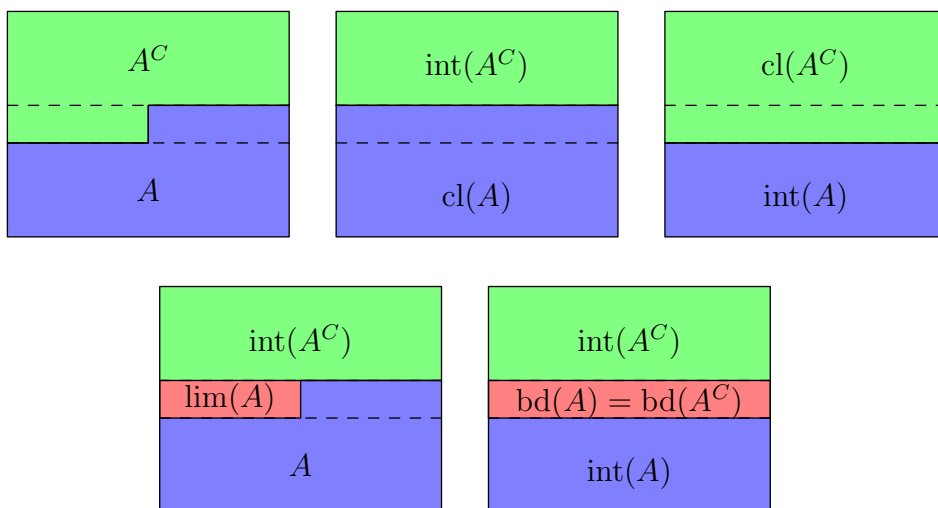 A^C
A
int(A^C)
cl(A)
cl(A^C)
int(A)
int(A^C)
lim(A)
A
int(A^C)
bd(A) = bd(A^C)
int(A)